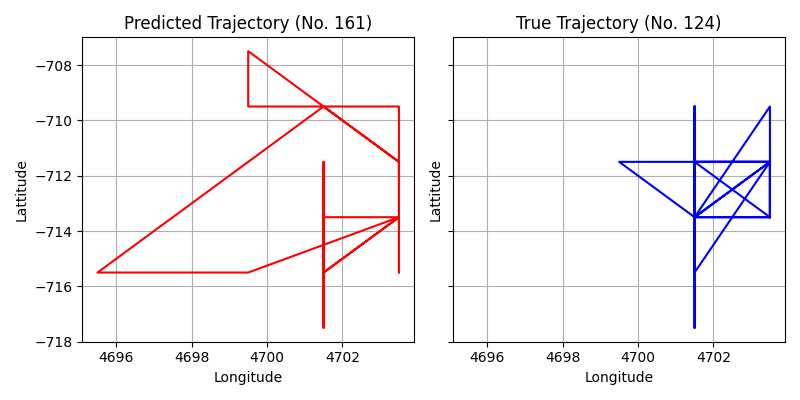 Predicted Trajectory (No. 161)
True Trajectory (No. 124)
−708
−710
−712
−714
−716
−718
Lattitude
Lattitude
4696 4698 4700 4702
4696 4698 4700 4702
Longitude
Longitude